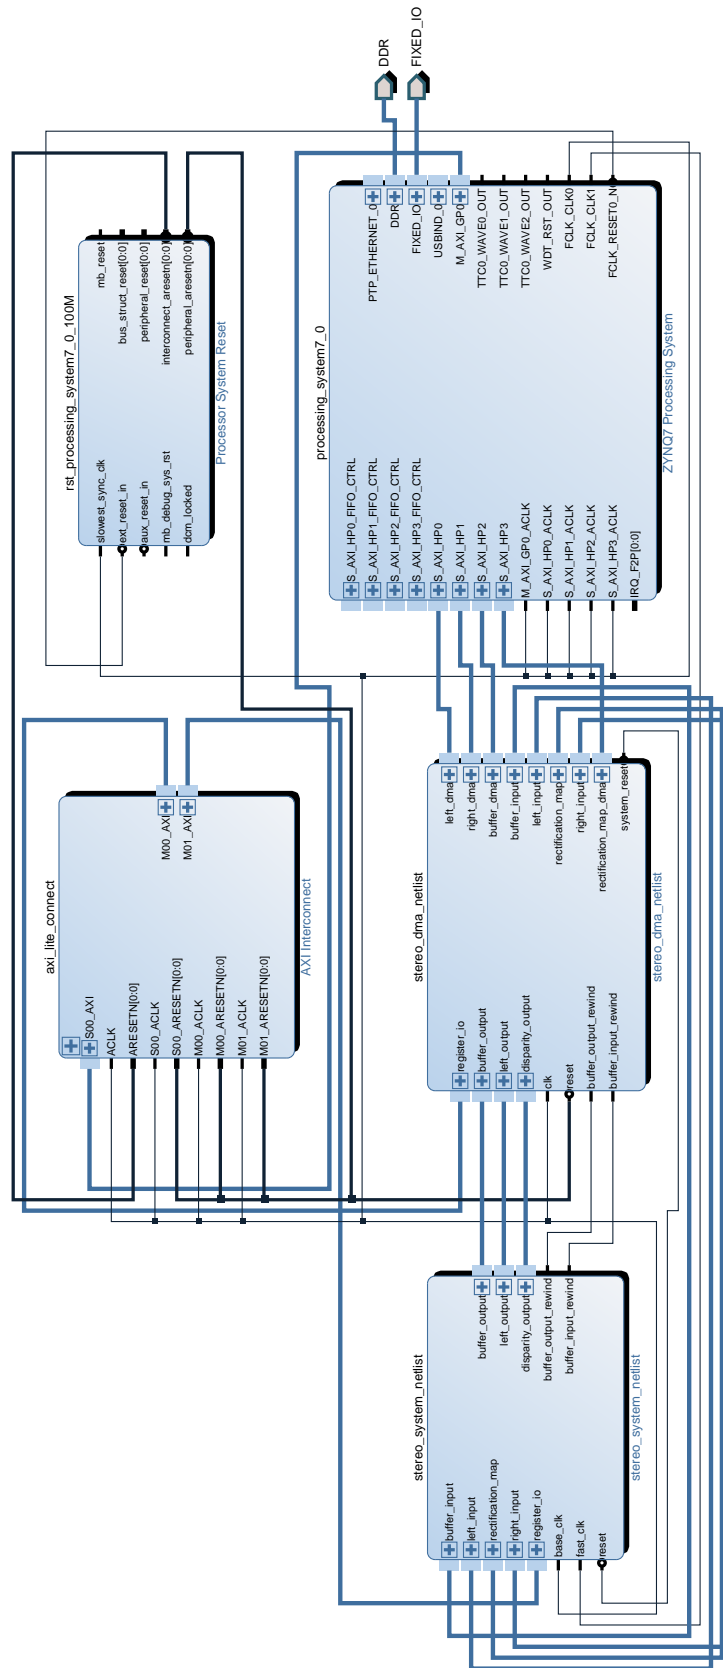 DDR
FIXED_IO
rst_processing_system7_0_100M
slowest_sync_clk
ext_reset_in
aux_reset_in
mb_debug_sys_rst
dcm_locked
mb_reset
bus_struct_reset[0:0]
peripheral_reset[0:0]
interconnect_aresetn[0:0]
peripheral_aresetn[0:0]
Processor System Reset
processing_system7_0
S_AXI_HP0_FIFO_CTRL
S_AXI_HP1_FIFO_CTRL
S_AXI_HP2_FIFO_CTRL
S_AXI_HP3_FIFO_CTRL
S_AXI_HP0
S_AXI_HP1
S_AXI_HP2
S_AXI_HP3
M_AXI_GP0_ACLK
S_AXI_HP0_ACLK
S_AXI_HP1_ACLK
S_AXI_HP2_ACLK
S_AXI_HP3_ACLK
IRQ_F2P[0:0]
PTP_ETHERNET_0
DDR
FIXED_IO
USBIND_0
M_AXI_GP0
TTC0_WAVE0_OUT
TTC0_WAVE1_OUT
TTC0_WAVE2_OUT
WDT_RST_OUT
FCLK_CLK0
FCLK_CLK1
FCLK_RESET0_N
ZYNQ7 Processing System
axi_lite_connect
S00_AXI
ACLK
ARESETN[0:0]
S00_ACLK
S00_ARESETN[0:0]
M00_ACLK
M00_ARESETN[0:0]
M01_ACLK
M01_ARESETN[0:0]
M00_AXI
M01_AXI
AXI Interconnect
stereo_dma_netlist
register_io
buffer_output
left_output
disparity_output
clk
reset
buffer_output_rewind
buffer_input_rewind
left_dma
right_dma
buffer_dma
buffer_input
left_input
rectification_map
right_input
rectification_map_dma
system_reset
stereo_dma_netlist
stereo_system_netlist
buffer_input
left_input
rectification_map
right_input
register_io
base_clk
fast_clk
reset
buffer_output
left_output
disparity_output
buffer_output_rewind
buffer_input_rewind
stereo_system_netlist